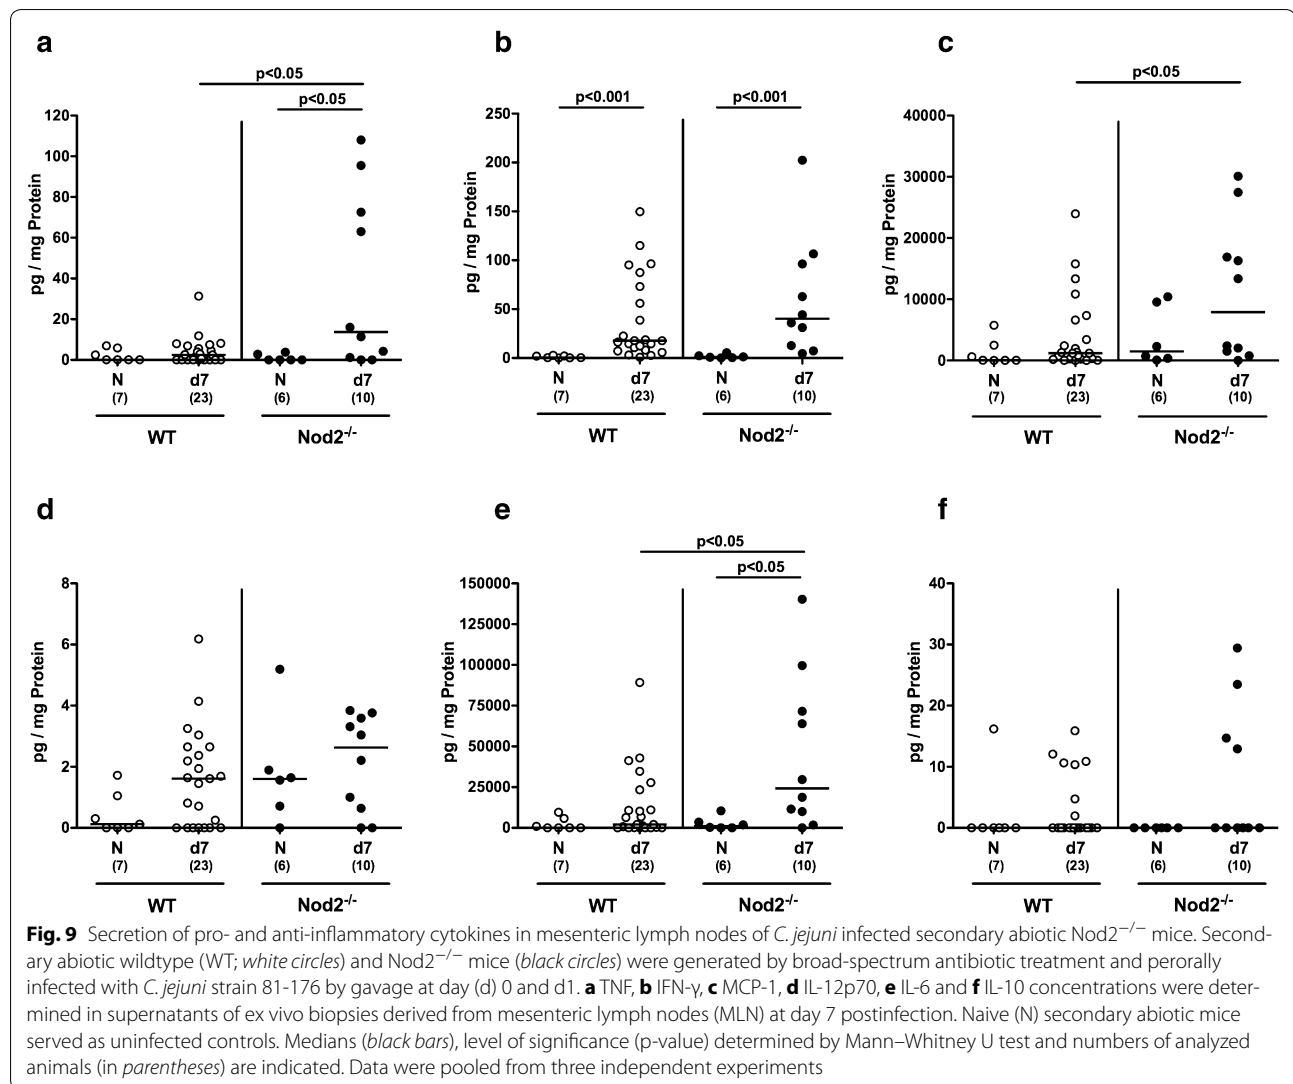 a
b
c
p<0.05
p<0.05
p<0.001
p<0.001
p<0.05
pg / mg Protein
120
100
80
60
40
20
0
N
d7
N
d7
(7)
(23)
(6)
(10)
WT
Nod2-/-
pg / mg Protein
250
200
150
100
50
0
N
d7
N
d7
(7)
(23)
(6)
(10)
WT
Nod2-/-
pg / mg Protein
40000
30000
20000
10000
0
N
d7
N
d7
(7)
(23)
(6)
(10)
WT
Nod2-/-
d
e
f
p<0.05
p<0.05
pg / mg Protein
8
6
4
2
0
N
d7
N
d7
(7)
(23)
(6)
(10)
WT
Nod2-/-
pg / mg Protein
150000
125000
100000
75000
50000
25000
0
N
d7
N
d7
(7)
(23)
(6)
(10)
WT
Nod2-/-
pg / mg Protein
40
30
20
10
0
N
d7
N
d7
(7)
(23)
(6)
(10)
WT
Nod2-/-
Fig. 9 Secretion of pro- and anti-inflammatory cytokines in mesenteric lymph nodes of C. jejuni infected secondary abiotic Nod2−/− mice. Second-
ary abiotic wildtype (WT; white circles) and Nod2−/− mice (black circles) were generated by broad-spectrum antibiotic treatment and perorally
infected with C. jejuni strain 81-176 by gavage at day (d) 0 and d1. a TNF, b IFN-γ, c MCP-1, d IL-12p70, e IL-6 and f IL-10 concentrations were deter-
mined in supernatants of ex vivo biopsies derived from mesenteric lymph nodes (MLN) at day 7 postinfection. Naive (N) secondary abiotic mice
served as uninfected controls. Medians (black bars), level of significance (p-value) determined by Mann–Whitney U test and numbers of analyzed
animals (in parentheses) are indicated. Data were pooled from three independent experiments